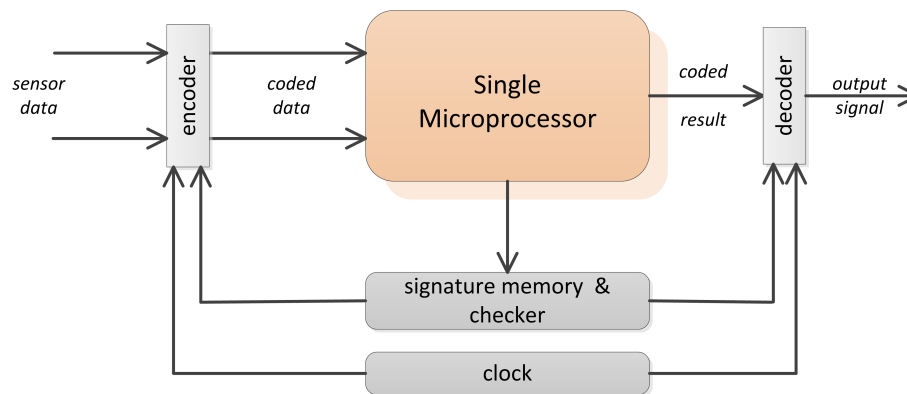 sensor
data
encoder
coded
data
Single
Microprocessor
coded
result
decoder
output
signal
signature memory & 
checker
clock